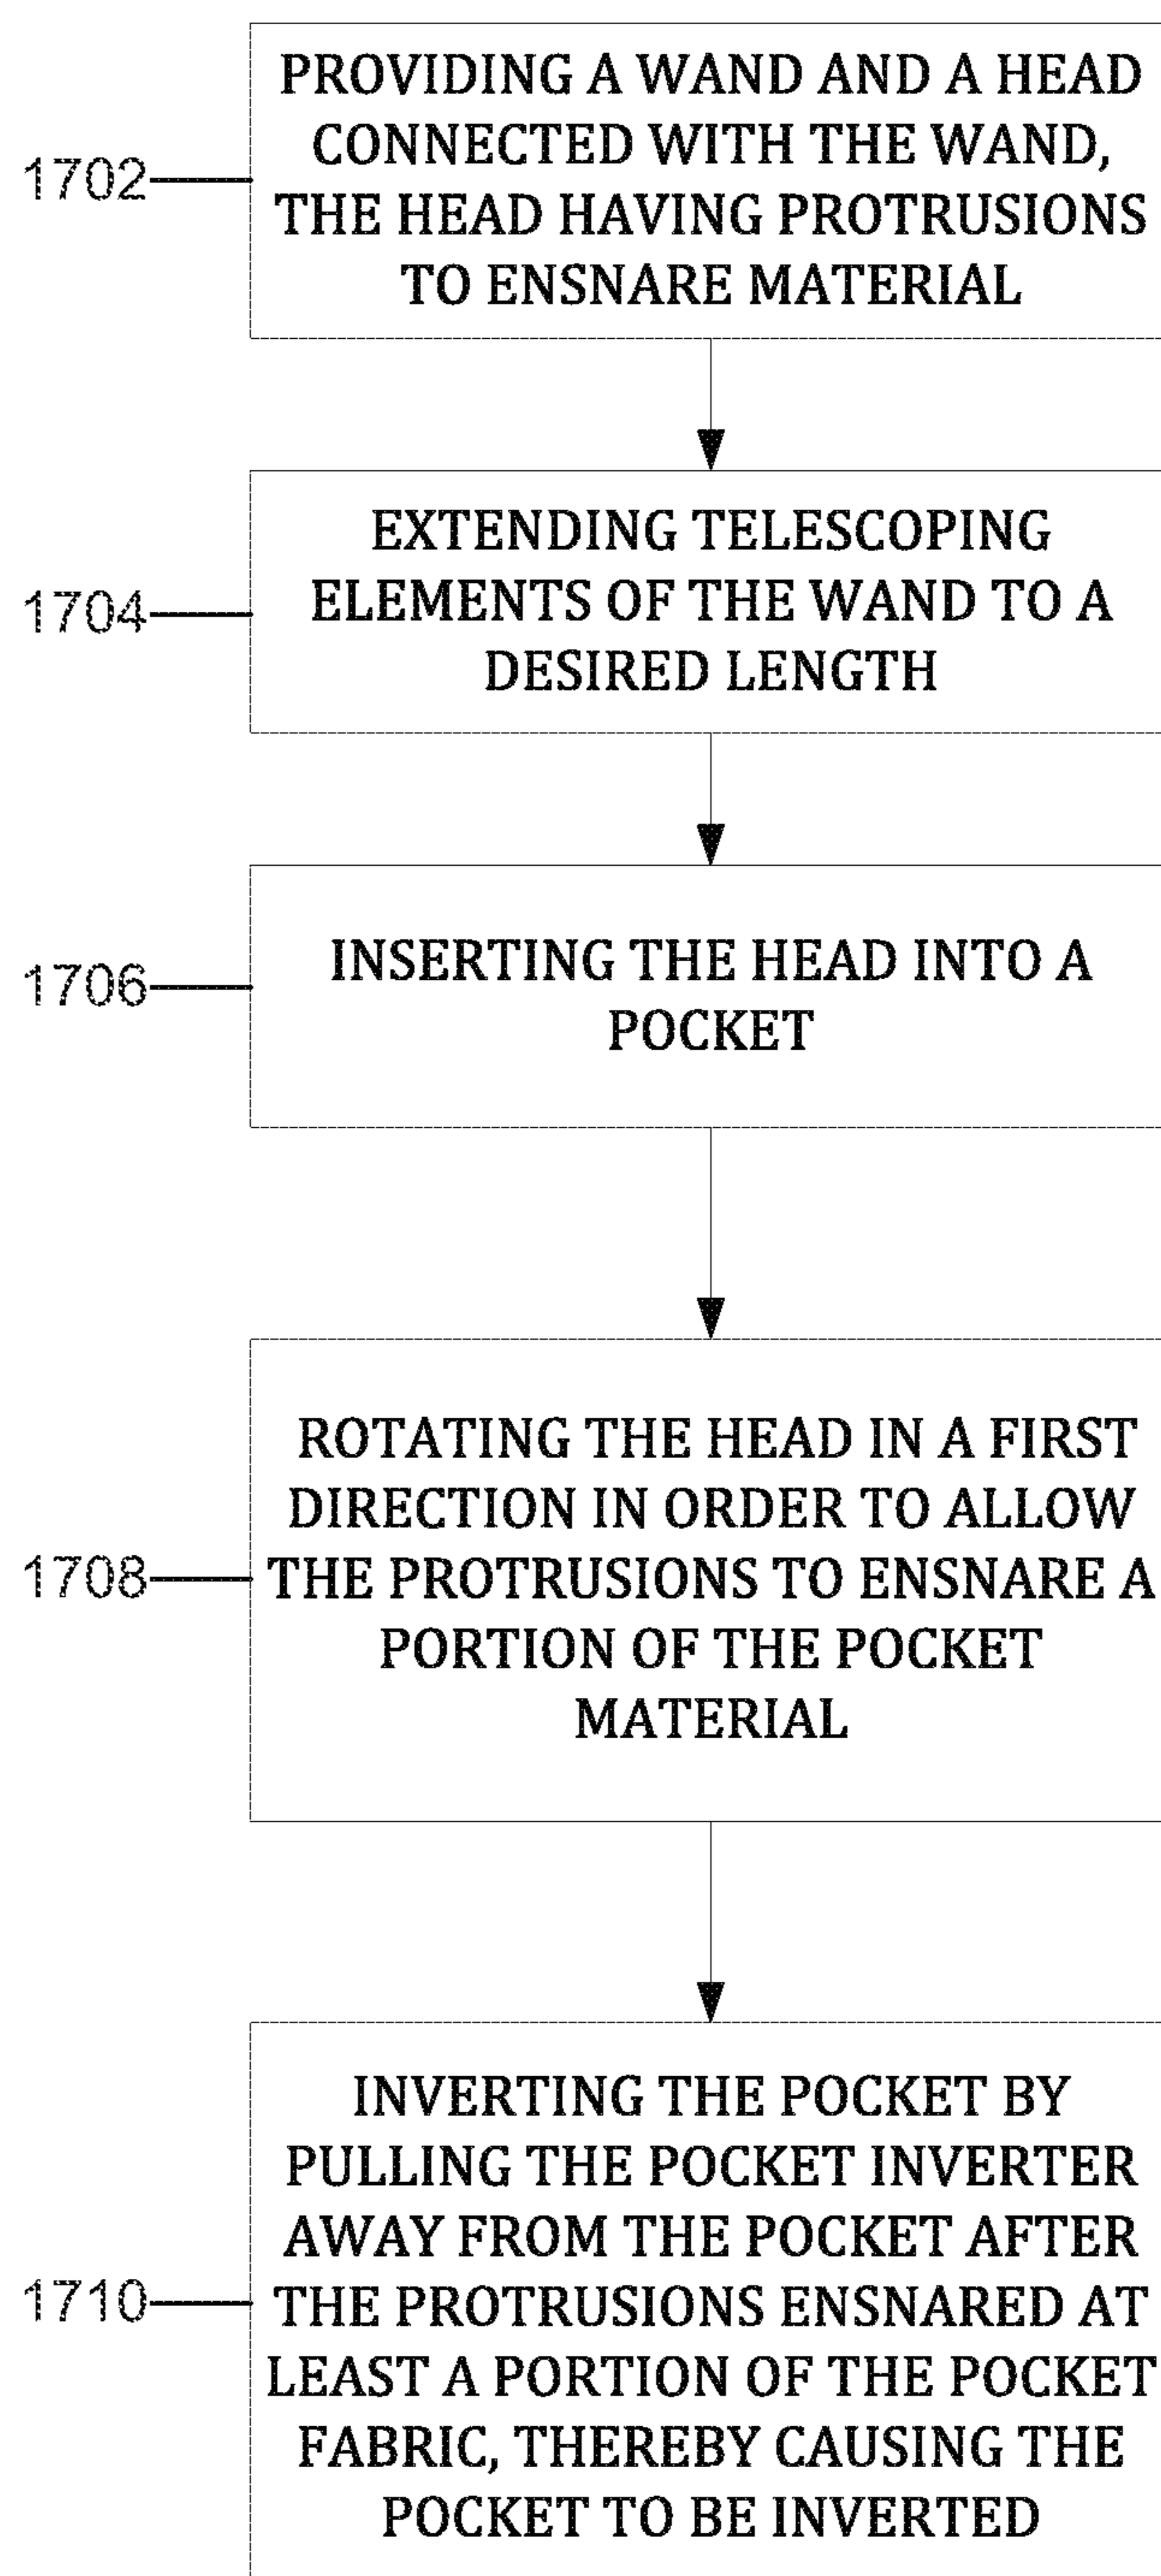 PROVIDING A WAND AND A HEAD
CONNECTED WITH THE WAND,
1702
THE HEAD HAVING PROTRUSIONS
TO ENSNARE MATERIAL
EXTENDING TELESCOPING
1704
ELEMENTS OF THE WAND TO A
DESIRED LENGTH
1706
INSERTING THE HEAD INTO A
POCKET
ROTATING THE HEAD IN A FIRST
DIRECTION IN ORDER TO ALLOW
1708
THE PROTRUSIONS TO ENSNARE A
PORTION OF THE POCKET
MATERIAL
INVERTING THE POCKET BY
PULLING THE POCKET INVERTER
AWAY FROM THE POCKET AFTER
1710
THE PROTRUSIONS ENSNARED AT
LEAST A PORTION OF THE POCKET
FABRIC, THEREBY CAUSING THE
POCKET TO BE INVERTED